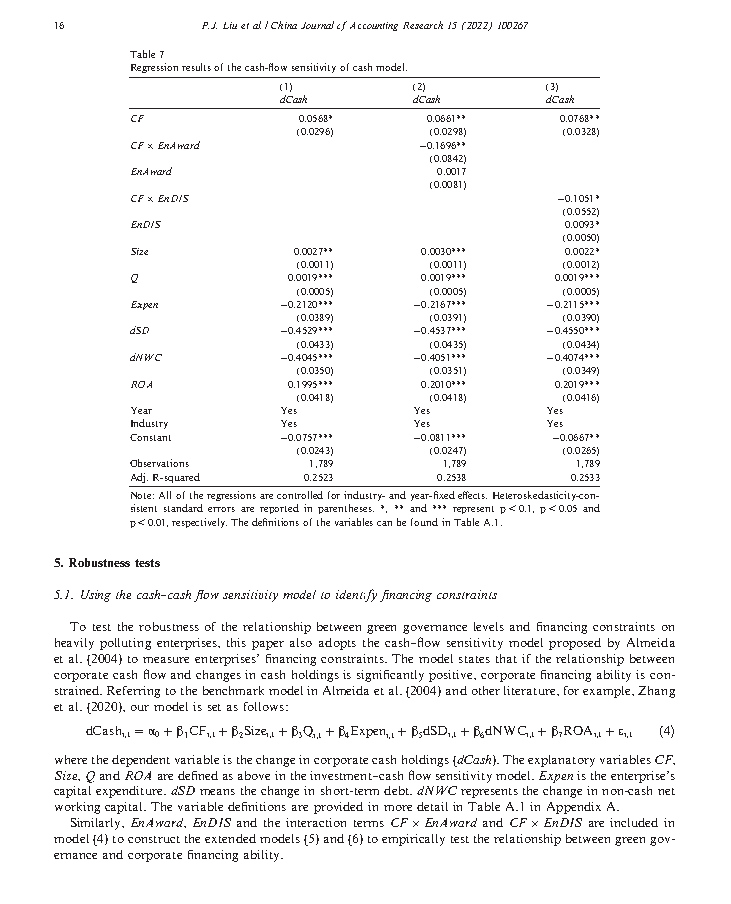 16 P.J. Liu et al. / China Journal of Accounting Research 15 (2022) 100267
Table 7
Regression results of the cash-flow sensitivity of cash model.
(1) (2) (3)
dCash dCash dCash
CF 0.0568* 0.0661** 0.0768**
(0.0296) (0.0298) (0.0328)
CF × EnAward −0.1696**
(0.0842)
EnAward 0.0017
(0.0081)
CF × EnDIS −0.1051*
(0.0552)
EnDIS 0.0093*
(0.0050)
Size 0.0027** 0.0030*** 0.0022*
(0.0011) (0.0011) (0.0012)
Q 0.0019*** 0.0019*** 0.0019***
(0.0005) (0.0005) (0.0005)
Expen −0.2120*** −0.2167*** −0.2115***
(0.0389) (0.0391) (0.0390)
dSD −0.4529*** −0.4537*** −0.4550***
(0.0433) (0.0435) (0.0434)
dNWC −0.4045*** −0.4051*** −0.4074***
(0.0350) (0.0351) (0.0349)
ROA 0.1995*** 0.2010*** 0.2019***
(0.0418) (0.0418) (0.0416)
Year Yes Yes Yes
Industry Yes Yes Yes
Constant −0.0757*** −0.0811*** −0.0667**
(0.0243) (0.0247) (0.0265)
Observations 1,789 1,789 1,789
Adj. R-squared 0.2523 0.2538 0.2533
Note: All of the regressions are controlled for industry- and year-fixed effects. Heteroskedasticity-con-
sistent standard errors are reported in parentheses. *, ** and *** represent p < 0.1, p < 0.05 and
p < 0.01, respectively. The definitions of the variables can be found in Table A.1.
5. Robustness tests
5.1. Using the cash–cash flow sensitivity model to identify financing constraints
To test the robustness of the relationship between green governance levels and financing constraints on
heavily polluting enterprises, this paper also adopts the cash–flow sensitivity model proposed by Almeida
et al. {2004) to measure enterprises' financing constraints. The model states that if the relationship between
corporate cash flow and changes in cash holdings is significantly positive, corporate financing ability is con-
strained. Referring to the benchmark model in Almeida et al. {2004) and other literature, for example, Zhang
et al. {2020), our model is set as follows:
dCashᵢ,ₜ = α₀ + β₁CFᵢ,ₜ + β₂Sizeᵢ,ₜ + β₃Qᵢ,ₜ + β₄Expenᵢ,ₜ + β₅dSDᵢ,ₜ + β₆dNWCᵢ,ₜ + β₇ROAᵢ,ₜ + εᵢ,ₜ (4)
where the dependent variable is the change in corporate cash holdings {dCash). The explanatory variables CF,
Size, Q and ROA are defined as above in the investment–cash flow sensitivity model. Expen is the enterprise's
capital expenditure. dSD means the change in short-term debt. dNWC represents the change in non-cash net
working capital. The variable definitions are provided in more detail in Table A.1 in Appendix A.
Similarly, EnAward, EnDIS and the interaction terms CF × EnAward and CF × EnDIS are included in
model {4) to construct the extended models {5) and {6) to empirically test the relationship between green gov-
ernance and corporate financing ability.